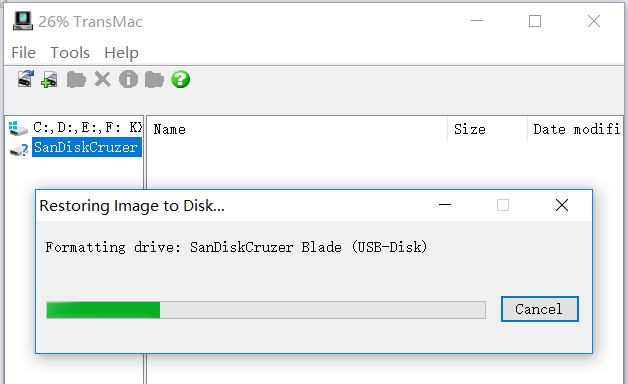 26% TransMac
File Tools Help
C:,D:,E:,F: K
Name Size Date modifi
SanDiskCruzer
Restoring Image to Disk...
Formatting drive: SanDiskCruzer Blade (USB-Disk)
Cancel